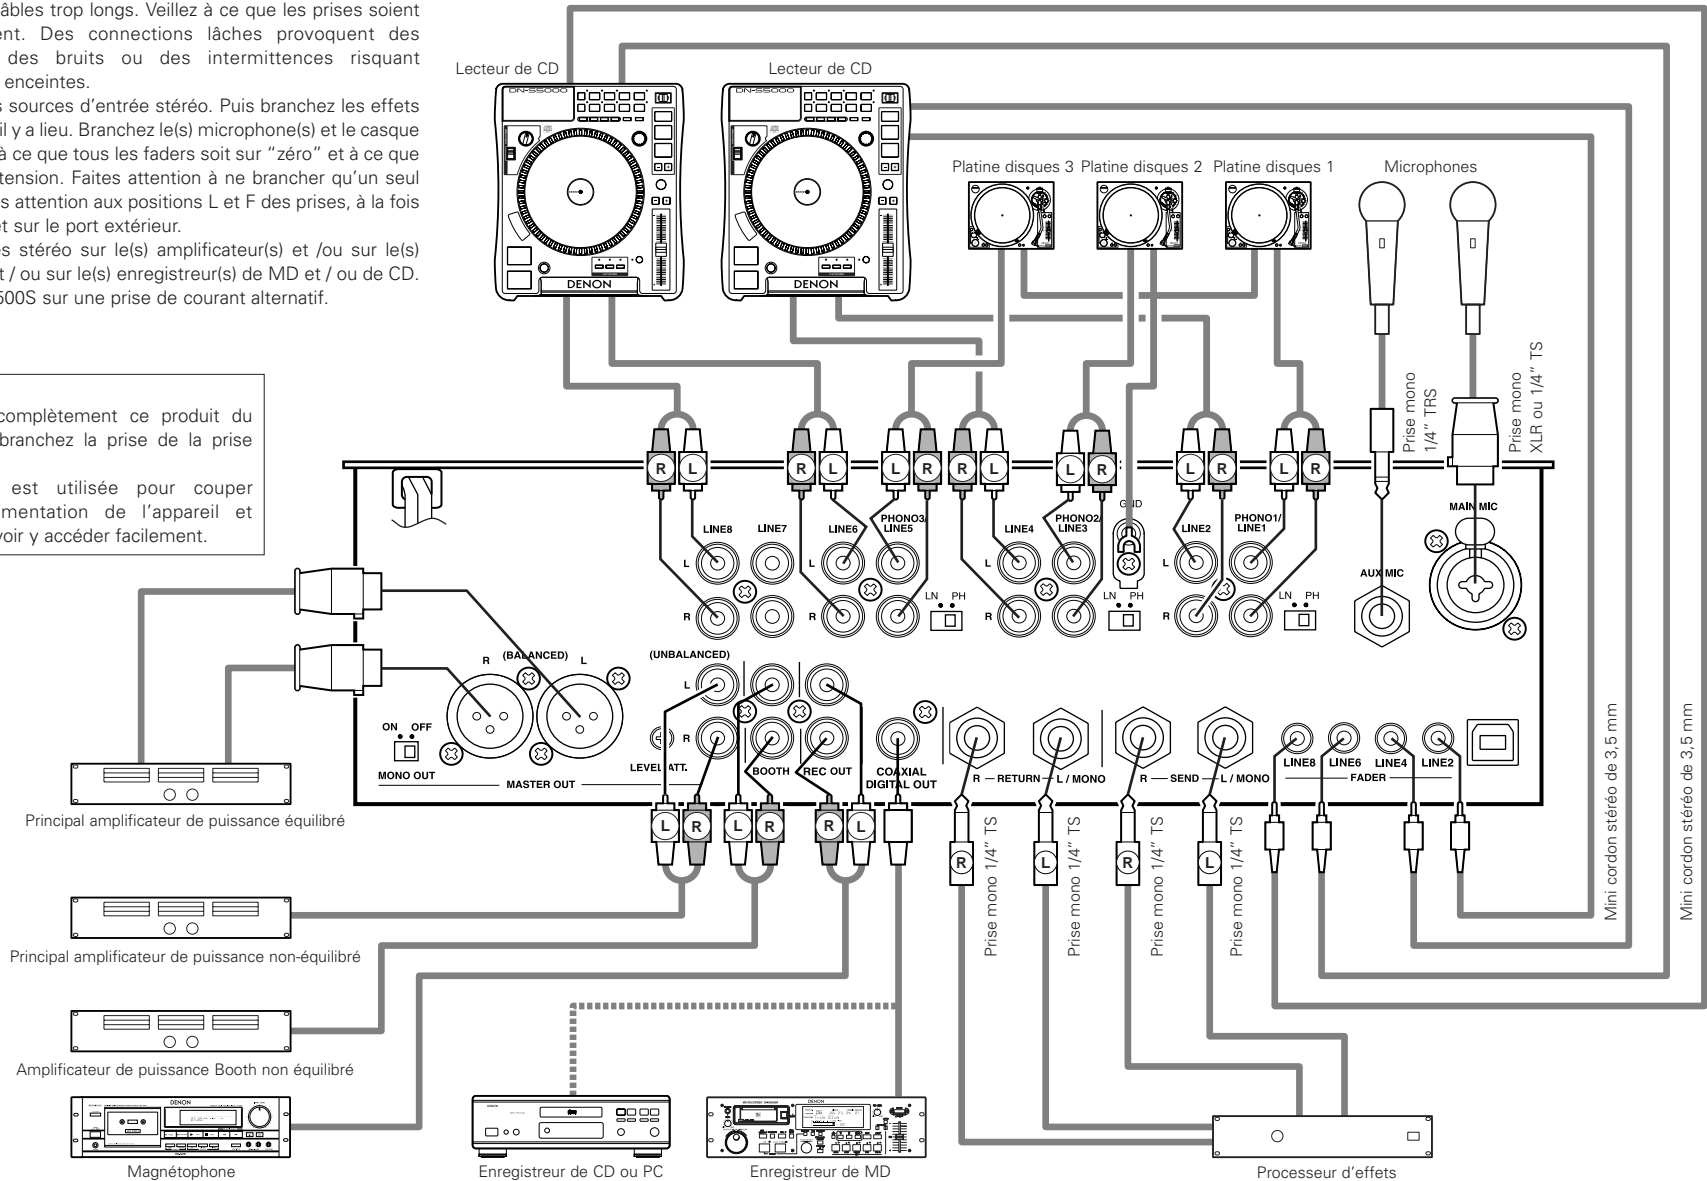 âbles trop longs. Veillez à ce que les prises soient
ent. Des connections lâches provoquent des
des bruits ou des intermittences risquant
enceintes.
s sources d'entrée stéréo. Puis branchez les effets
il y a lieu. Branchez le(s) microphone(s) et le casque
à ce que tous les faders soit sur “zéro” et à ce que
tension. Faites attention à ne brancher qu'un seul
s attention aux positions L et F des prises, à la fois
et sur le port extérieur.
es stéréo sur le(s) amplificateur(s) et /ou sur le(s)
t / ou sur le(s) enregistreur(s) de MD et / ou de CD.
500S sur une prise de courant alternatif.
complètement ce produit du
branchez la prise de la prise
est utilisée pour couper
mentation de l'appareil et
voir y accéder facilement.
Lecteur de CD
Lecteur de CD
DN-S5000
DN-S5000
DENON
DENON
Platine disques 3 Platine disques 2 Platine disques 1
Microphones
Prise mono
1/4” TRS
Prise mono
XLR ou 1/4” TS
R L R L L R R L L R L R L R
GND
LINE8 LINE7 LINE6 PHONO3/
LINE5 LINE4 PHONO2/
LINE3 LINE2 PHONO1/
LINE1
MAIN MIC
AUX MIC
L L L L
LN PH LN PH LN PH
R R R R
R (BALANCED) L (UNBALANCED)
L
R
ON OFF
MONO OUT
MASTER OUT
LEVEL ATT.
BOOTH REC OUT COAXIAL
DIGITAL OUT
R — RETURN — L / MONO
R — SEND — L / MONO
LINE8 LINE6 LINE4 LINE2
FADER
L R L R R L
R L R L
Prise mono 1/4” TS
Prise mono 1/4” TS
Prise mono 1/4” TS
Prise mono 1/4” TS
Mini cordon stéréo de 3,5 mm
Mini cordon stéréo de 3,5 mm
Principal amplificateur de puissance équilibré
Principal amplificateur de puissance non-équilibré
Amplificateur de puissance Booth non équilibré
DENON
DENON
Magnétophone
Enregistreur de CD ou PC
Enregistreur de MD
Processeur d'effets